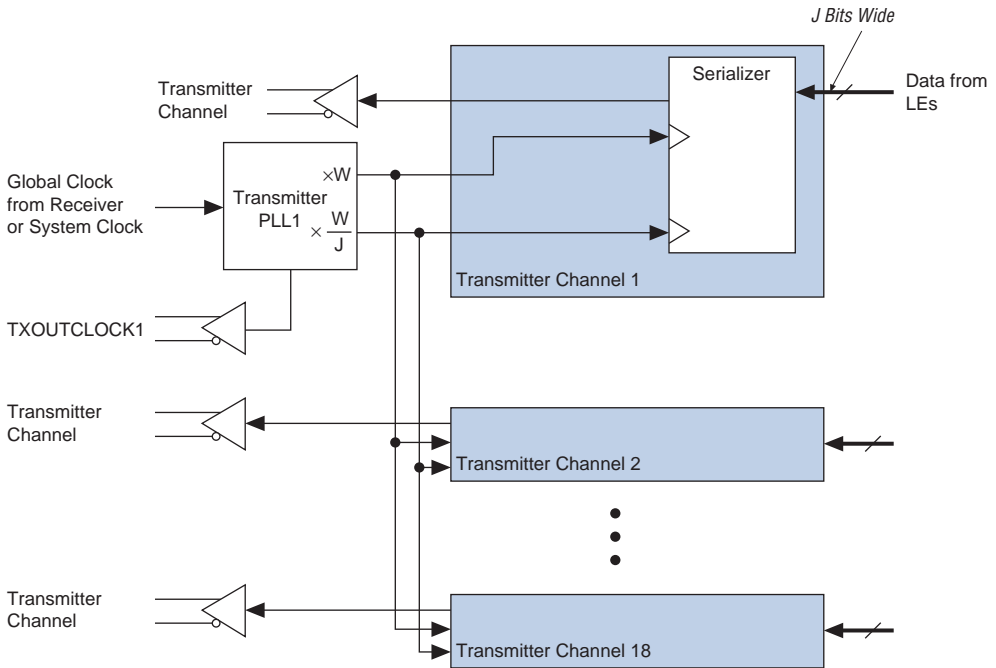 J Bits Wide
Serializer
Transmitter
Channel
Data from
LEs
×W
Global Clock
from Receiver
or System Clock
Transmitter
PLL1
× W
J
Transmitter Channel 1
TXOUTCLOCK1
Transmitter
Channel
Transmitter Channel 2
Transmitter
Channel
Transmitter Channel 18